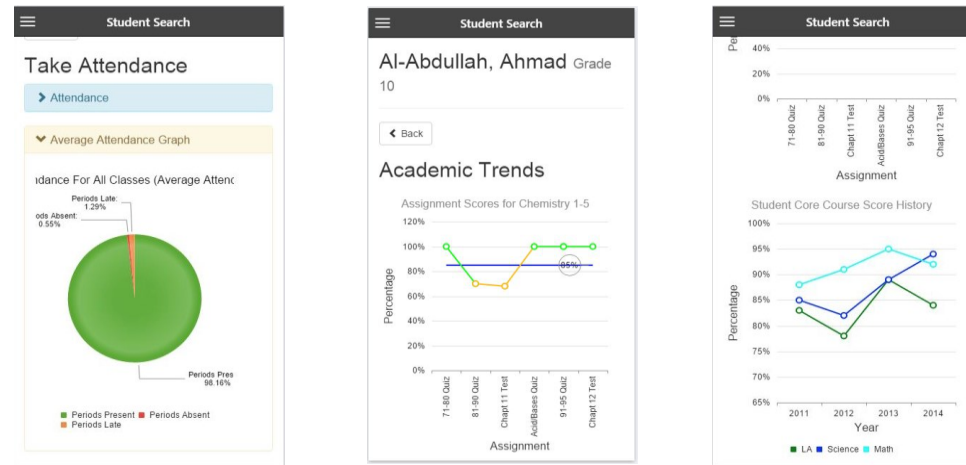 Student Search
Take Attendance
Attendance
Average Attendance Graph
ıdance For All Classes (Average Attenc
Periods Late:
1.29%
ods Absent:
0.55%
Periods Pres
98.16%
Periods Present Periods Absent
Periods Late
Student Search
Al-Abdullah, Ahmad Grade
10
Back
Academic Trends
Assignment Scores for Chemistry 1-5
120%
100%
80%
60%
40%
20%
0%
Percentage
85%
71-80 Quiz
81-90 Quiz
Chapt 11 Test
Acid/Bases Quiz
91-95 Quiz
Chapt 12 Test
Assignment
Student Search
Pe
40%
20%
0%
71-80 Quiz
81-90 Quiz
Chapt 11 Test
Acid/Bases Quiz
91-95 Quiz
Chapt 12 Test
Assignment
Student Core Course Score History
100%
95%
90%
85%
80%
75%
70%
65%
Percentage
2011 2012 2013 2014
Year
LA Science Math